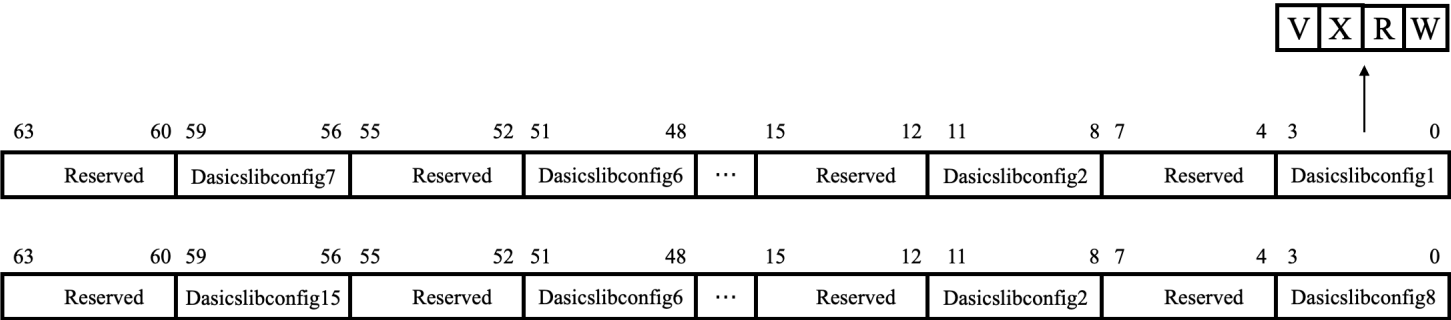 V X R W
63 60 59 56 55 52 51 48 15 12 11 8 7 4 3 0
Reserved Dasicslibconfig7 Reserved Dasicslibconfig6 ⋯ Reserved Dasicslibconfig2 Reserved Dasicslibconfig1
63 60 59 56 55 52 51 48 15 12 11 8 7 4 3 0
Reserved Dasicslibconfig15 Reserved Dasicslibconfig6 ⋯ Reserved Dasicslibconfig2 Reserved Dasicslibconfig8